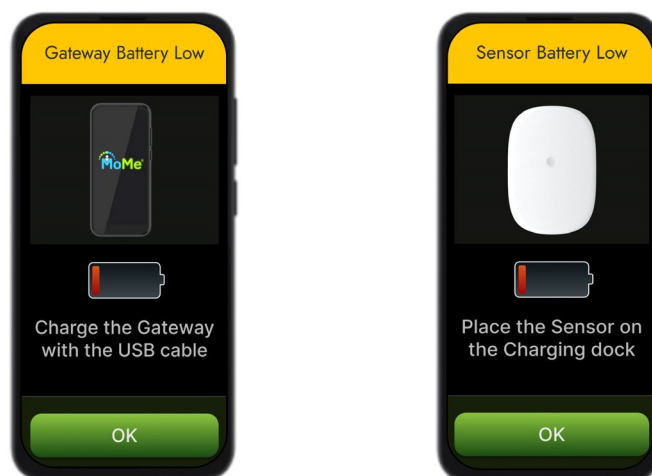 Gateway Battery Low
MoMe
Charge the Gateway
with the USB cable
OK
Sensor Battery Low
Place the Sensor on
the Charging dock
OK